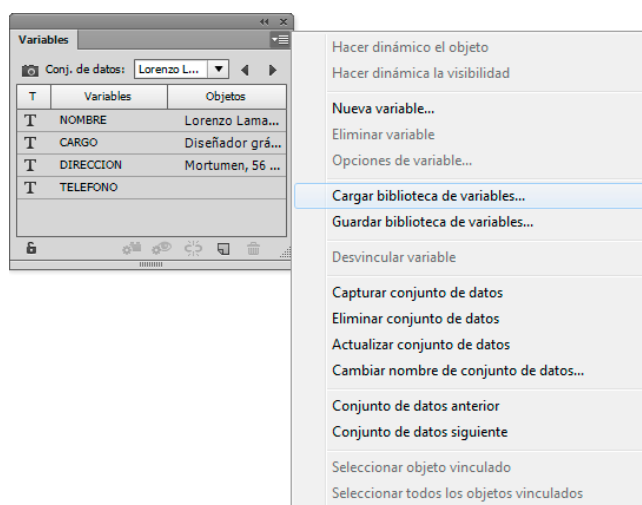 Variables
Conj. de datos: Lorenzo L...
T Variables Objetos
T NOMBRE Lorenzo Lama...
T CARGO Diseñador grá...
T DIRECCION Mortumen, 56 ...
T TELEFONO
Hacer dinámico el objeto
Hacer dinámica la visibilidad
Nueva variable...
Eliminar variable
Opciones de variable...
Cargar biblioteca de variables...
Guardar biblioteca de variables...
Desvincular variable
Capturar conjunto de datos
Eliminar conjunto de datos
Actualizar conjunto de datos
Cambiar nombre de conjunto de datos...
Conjunto de datos anterior
Conjunto de datos siguiente
Seleccionar objeto vinculado
Seleccionar todos los objetos vinculados